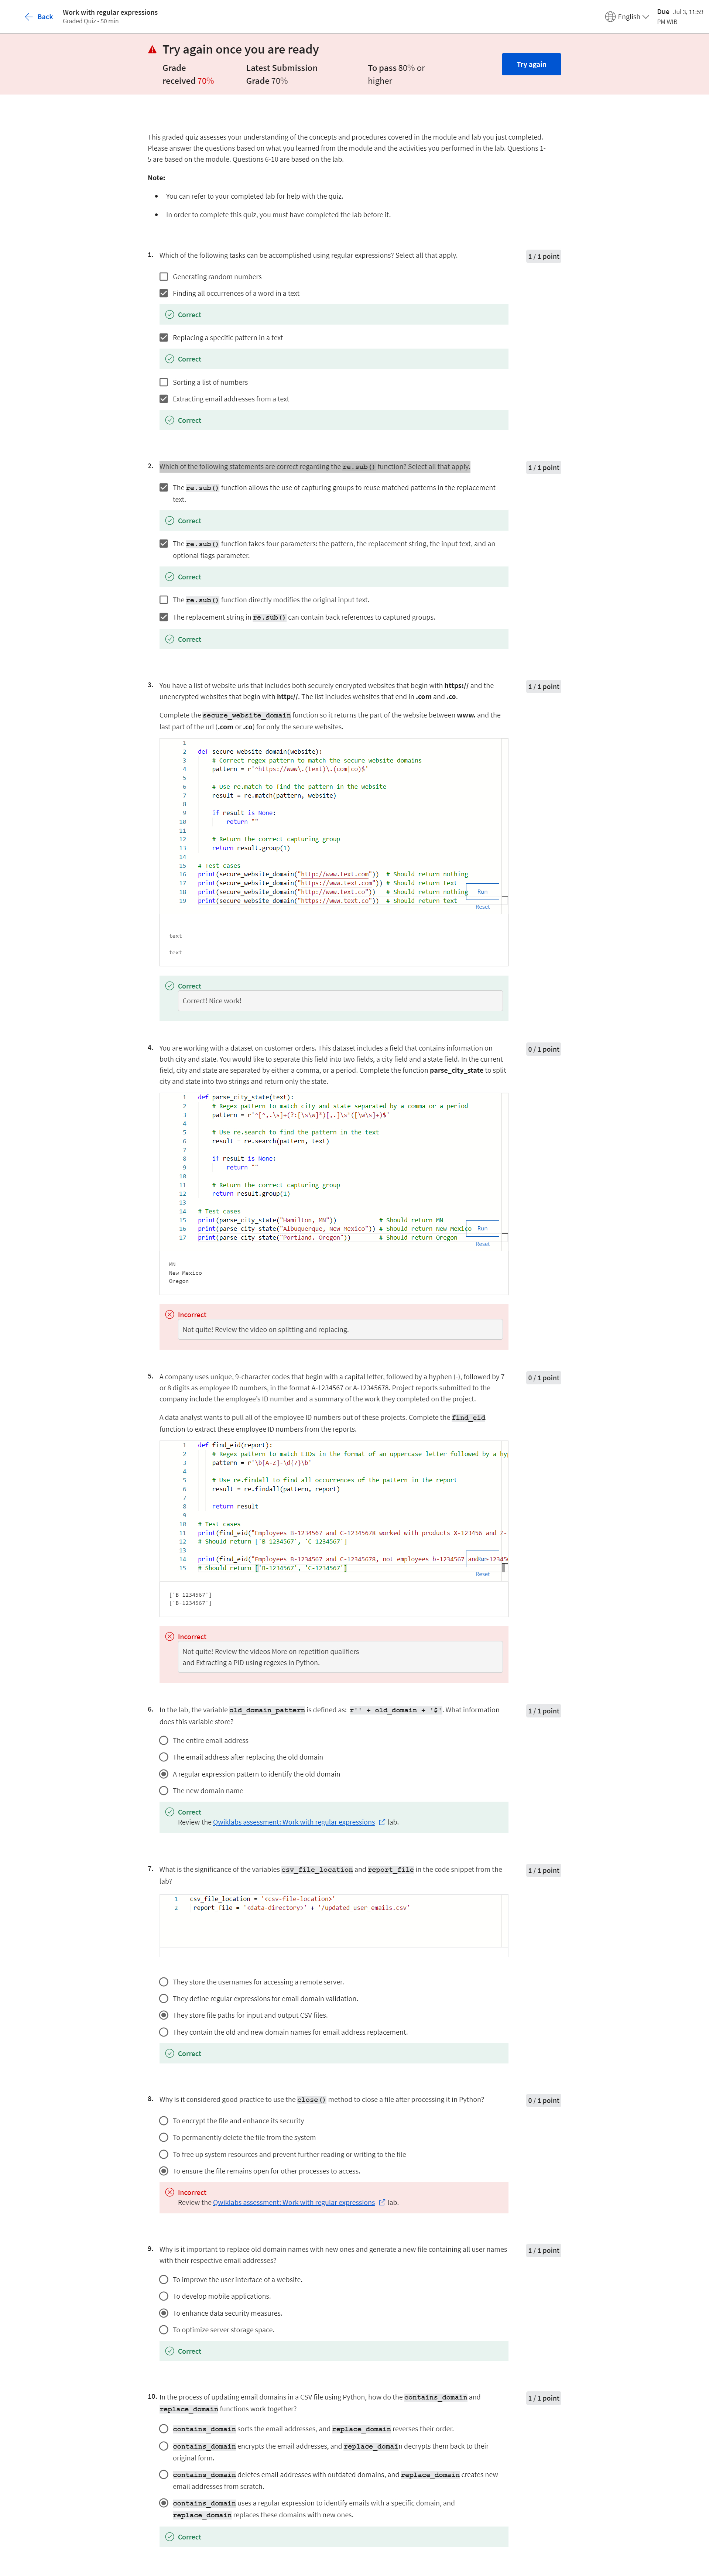 Back
Work with regular expressions
Graded Quiz • 50 min
English
Due Jul 3, 11:59
PM WIB
Try again once you are ready
Grade
received 70%
Latest Submission
Grade 70%
To pass 80% or
higher
Try again
This graded quiz assesses your understanding of the concepts and procedures covered in the module and lab you just completed.
Please answer the questions based on what you learned from the module and the activities you performed in the lab. Questions 1-
5 are based on the module. Questions 6-10 are based on the lab.
Note:
• You can refer to your completed lab for help with the quiz.
• In order to complete this quiz, you must have completed the lab before it.
1. Which of the following tasks can be accomplished using regular expressions? Select all that apply.
1 / 1 point
Generating random numbers
Finding all occurrences of a word in a text
Correct
Replacing a specific pattern in a text
Correct
Sorting a list of numbers
Extracting email addresses from a text
Correct
2. Which of the following statements are correct regarding the re.sub() function? Select all that apply.
1 / 1 point
The re.sub() function allows the use of capturing groups to reuse matched patterns in the replacement
text.
Correct
The re.sub() function takes four parameters: the pattern, the replacement string, the input text, and an
optional flags parameter.
Correct
The re.sub() function directly modifies the original input text.
The replacement string in re.sub() can contain back references to captured groups.
Correct
3. You have a list of website urls that includes both securely encrypted websites that begin with https:// and the
unencrypted websites that begin with http://. The list includes websites that end in .com and .co.
1 / 1 point
Complete the secure_website_domain function so it returns the part of the website between www. and the
last part of the url (.com or .co) for only the secure websites.
1
2 def secure_website_domain(website):
3 # Correct regex pattern to match the secure website domains
4 pattern = r'^https://www\.(text)\.(com|co)$'
5
6 # Use re.match to find the pattern in the website
7 result = re.match(pattern, website)
8
9 if result is None:
10 return ""
11
12 # Return the correct capturing group
13 return result.group(1)
14
15 # Test cases
16 print(secure_website_domain("http://www.text.com")) # Should return nothing
17 print(secure_website_domain("https://www.text.com")) # Should return text
18 print(secure_website_domain("http://www.text.co")) # Should return nothing
19 print(secure_website_domain("https://www.text.co")) # Should return text
Run
Reset
text
text
Correct
Correct! Nice work!
4. You are working with a dataset on customer orders. This dataset includes a field that contains information on
both city and state. You would like to separate this field into two fields, a city field and a state field. In the current
field, city and state are separated by either a comma, or a period. Complete the function parse_city_state to split
city and state into two strings and return only the state.
0 / 1 point
1 def parse_city_state(text):
2 # Regex pattern to match city and state separated by a comma or a period
3 pattern = r'^[^,.\s]+(?:[\s\w]*)[,.]\s*([\w\s]+)$'
4
5 # Use re.search to find the pattern in the text
6 result = re.search(pattern, text)
7
8 if result is None:
9 return ""
10
11 # Return the correct capturing group
12 return result.group(1)
13
14 # Test cases
15 print(parse_city_state("Hamilton, MN")) # Should return MN
16 print(parse_city_state("Albuquerque, New Mexico")) # Should return New Mexico
17 print(parse_city_state("Portland. Oregon")) # Should return Oregon
Run
Reset
MN
New Mexico
Oregon
Incorrect
Not quite! Review the video on splitting and replacing.
5. A company uses unique, 9-character codes that begin with a capital letter, followed by a hyphen (-), followed by 7
or 8 digits as employee ID numbers, in the format A-1234567 or A-12345678. Project reports submitted to the
company include the employee's ID number and a summary of the work they completed on the project.
0 / 1 point
A data analyst wants to pull all of the employee ID numbers out of these projects. Complete the find_eid
function to extract these employee ID numbers from the reports.
1 def find_eid(report):
2 # Regex pattern to match EIDs in the format of an uppercase letter followed by a hy
3 pattern = r'\b[A-Z]-\d{7}\b'
4
5 # Use re.findall to find all occurrences of the pattern in the report
6 result = re.findall(pattern, report)
7
8 return result
9
10 # Test cases
11 print(find_eid("Employees B-1234567 and C-12345678 worked with products X-123456 and Z-
12 # Should return ['B-1234567', 'C-1234567']
13
14 print(find_eid("Employees B-1234567 and C-12345678, not employees b-1234567 and c-12345
15 # Should return ['B-1234567', 'C-1234567']
Run
Reset
['B-1234567']
['B-1234567']
Incorrect
Not quite! Review the videos More on repetition qualifiers
and Extracting a PID using regexes in Python.
6. In the lab, the variable old_domain_pattern is defined as: r'' + old_domain + '$'. What information
does this variable store?
1 / 1 point
The entire email address
The email address after replacing the old domain
A regular expression pattern to identify the old domain
The new domain name
Correct
Review the Qwiklabs assessment: Work with regular expressions lab.
7. What is the significance of the variables csv_file_location and report_file in the code snippet from the
lab?
1 / 1 point
1 csv_file_location = '<csv-file-location>'
2 report_file = '<data-directory>' + '/updated_user_emails.csv'
They store the usernames for accessing a remote server.
They define regular expressions for email domain validation.
They store file paths for input and output CSV files.
They contain the old and new domain names for email address replacement.
Correct
8. Why is it considered good practice to use the close() method to close a file after processing it in Python?
0 / 1 point
To encrypt the file and enhance its security
To permanently delete the file from the system
To free up system resources and prevent further reading or writing to the file
To ensure the file remains open for other processes to access.
Incorrect
Review the Qwiklabs assessment: Work with regular expressions lab.
9. Why is it important to replace old domain names with new ones and generate a new file containing all user names
with their respective email addresses?
1 / 1 point
To improve the user interface of a website.
To develop mobile applications.
To enhance data security measures.
To optimize server storage space.
Correct
10. In the process of updating email domains in a CSV file using Python, how do the contains_domain and
replace_domain functions work together?
1 / 1 point
contains_domain sorts the email addresses, and replace_domain reverses their order.
contains_domain encrypts the email addresses, and replace_domain decrypts them back to their
original form.
contains_domain deletes email addresses with outdated domains, and replace_domain creates new
email addresses from scratch.
contains_domain uses a regular expression to identify emails with a specific domain, and
replace_domain replaces these domains with new ones.
Correct